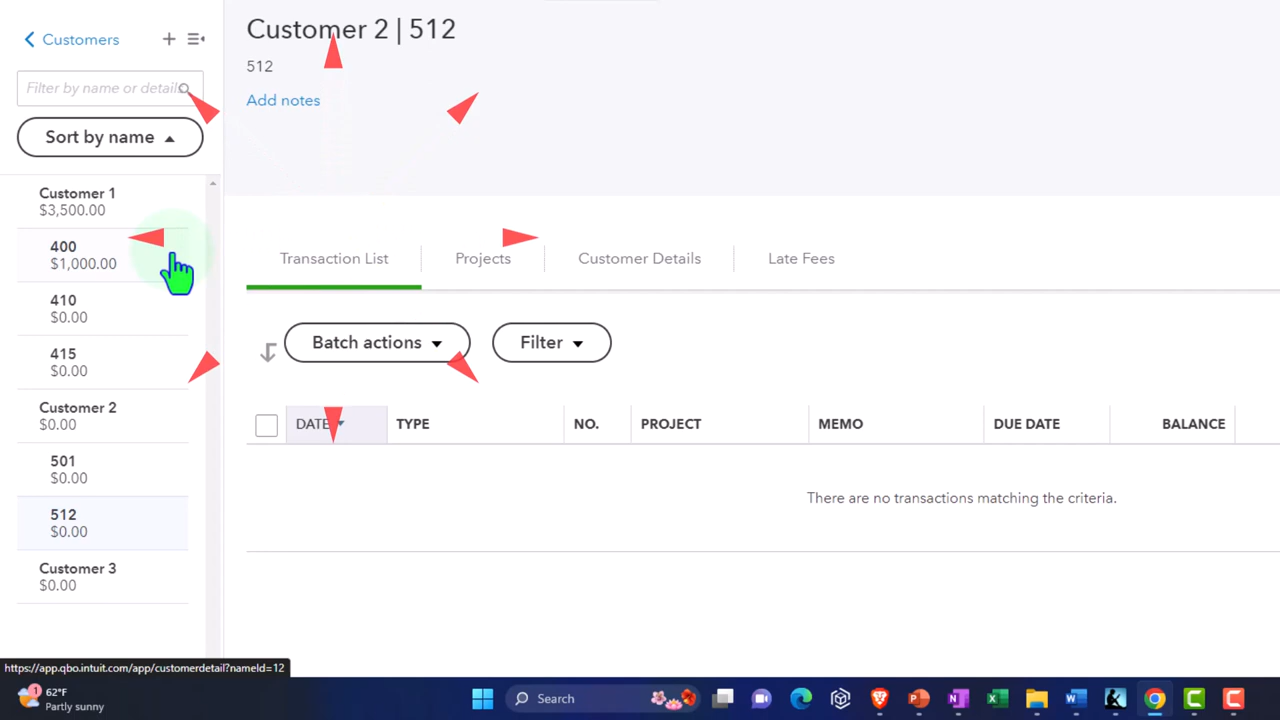 Customers
Filter by name or details
Sort by name
Customer 1
$3,500.00
400
$1,000.00
410
$0.00
415
$0.00
Customer 2
$0.00
501
$0.00
512
$0.00
Customer 3
$0.00
Customer 2 | 512
512
Add notes
Transaction List
Projects
Customer Details
Late Fees
Batch actions
Filter
DATE TYPE NO. PROJECT MEMO DUE DATE BALANCE
There are no transactions matching the criteria.
https://app.qbo.intuit.com/app/customerdetail?nameId=12
1
62°F
Partly sunny
Search